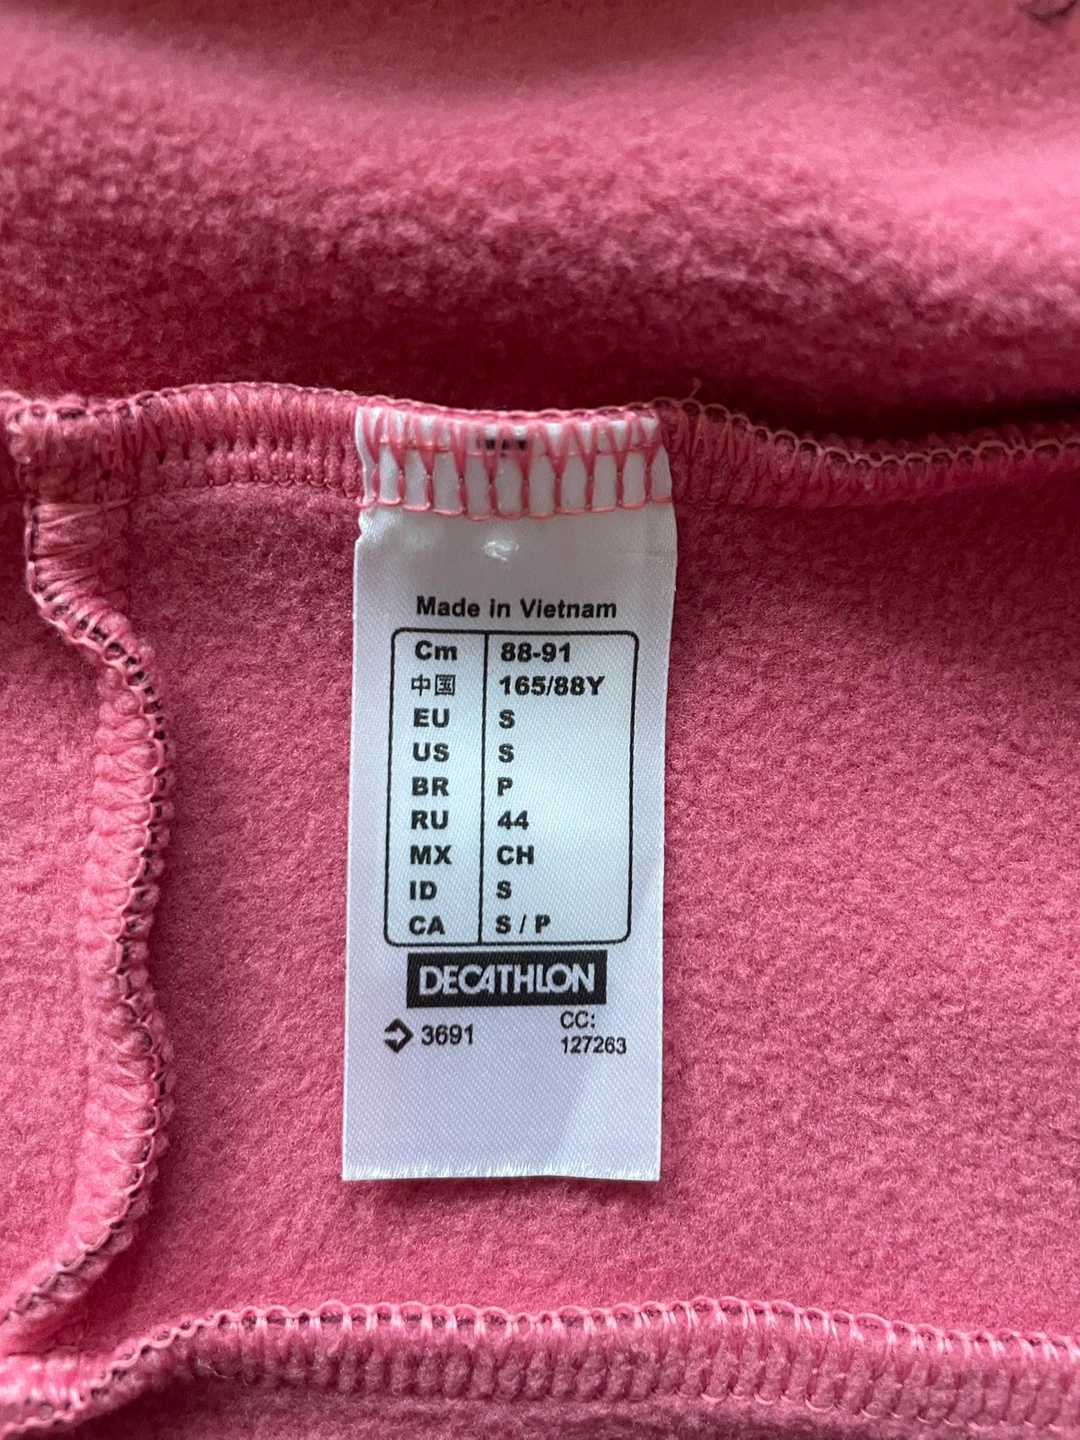 Made in Vietnam
Cm 88-91
中国 165/88Y
EU S
US S
BR P
RU 44
MX CH
ID S
CA S / P
DECATHLON
3691 CC:
127263